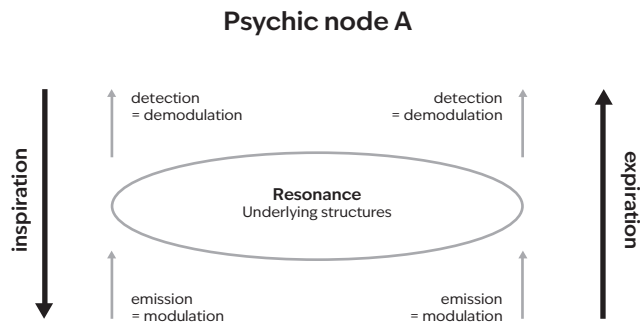 Psychic node A
detection
= demodulation
detection
= demodulation
inspiration
expiration
Resonance
Underlying structures
emission
= modulation
emission
= modulation